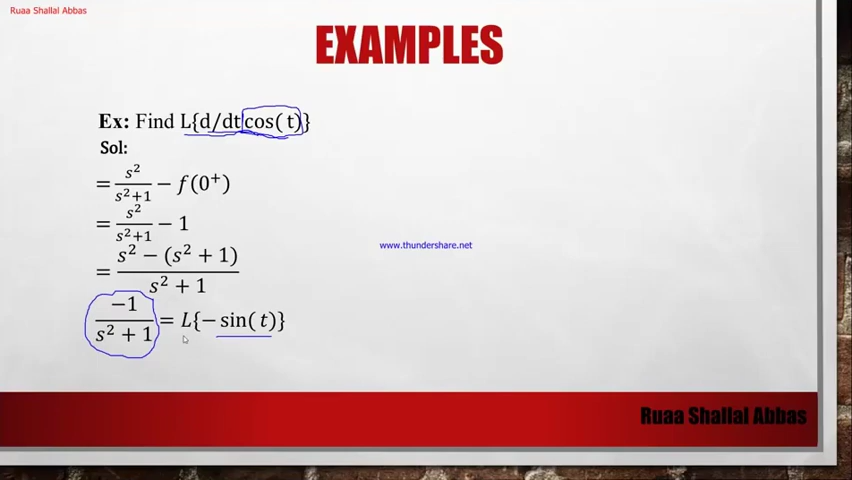 Ruaa Shallal Abbas
EXAMPLES
Ex: Find L{d/dt cos( t)}
Sol:
= s²/(s²+1) − f(0⁺)
= s²/(s²+1) − 1
= (s² − (s² + 1))/(s² + 1)
−1/(s² + 1) = L{− sin( t)}
www.thundershare.net
Ruaa Shallal Abbas